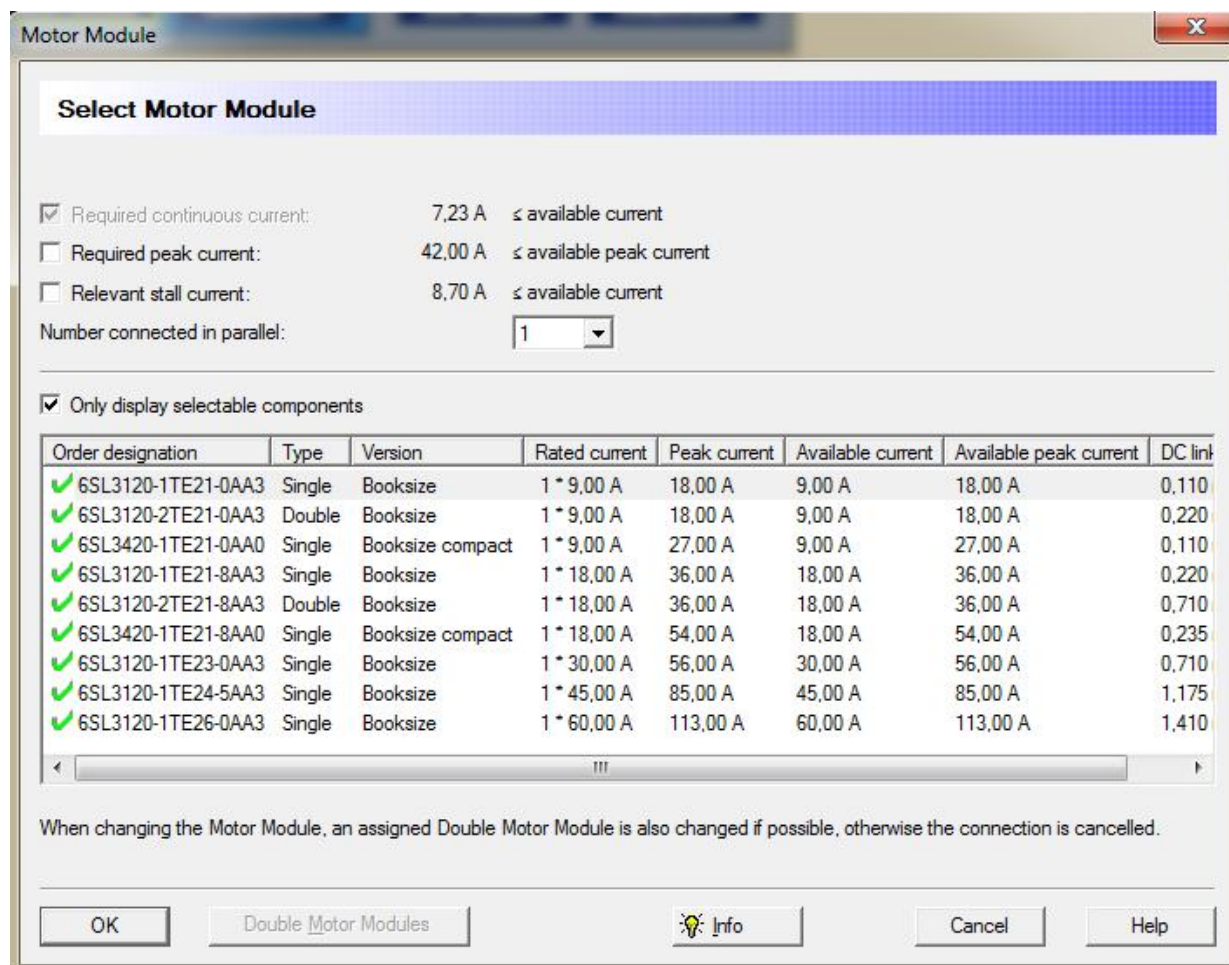 Motor Module
Select Motor Module
Required continuous current: 7,23 A ≤ available current
Required peak current: 42,00 A ≤ available peak current
Relevant stall current: 8,70 A ≤ available current
Number connected in parallel: 1
Only display selectable components
Order designation Type Version Rated current Peak current Available current Available peak current DC link
6SL3120-1TE21-0AA3 Single Booksize 1 * 9,00 A 18,00 A 9,00 A 18,00 A 0,110
6SL3120-2TE21-0AA3 Double Booksize 1 * 9,00 A 18,00 A 9,00 A 18,00 A 0,220
6SL3420-1TE21-0AA0 Single Booksize compact 1 * 9,00 A 27,00 A 9,00 A 27,00 A 0,110
6SL3120-1TE21-8AA3 Single Booksize 1 * 18,00 A 36,00 A 18,00 A 36,00 A 0,220
6SL3120-2TE21-8AA3 Double Booksize 1 * 18,00 A 36,00 A 18,00 A 36,00 A 0,710
6SL3420-1TE21-8AA0 Single Booksize compact 1 * 18,00 A 54,00 A 18,00 A 54,00 A 0,235
6SL3120-1TE23-0AA3 Single Booksize 1 * 30,00 A 56,00 A 30,00 A 56,00 A 0,710
6SL3120-1TE24-5AA3 Single Booksize 1 * 45,00 A 85,00 A 45,00 A 85,00 A 1,175
6SL3120-1TE26-0AA3 Single Booksize 1 * 60,00 A 113,00 A 60,00 A 113,00 A 1,410
When changing the Motor Module, an assigned Double Motor Module is also changed if possible, otherwise the connection is cancelled.
OK Double Motor Modules Info Cancel Help